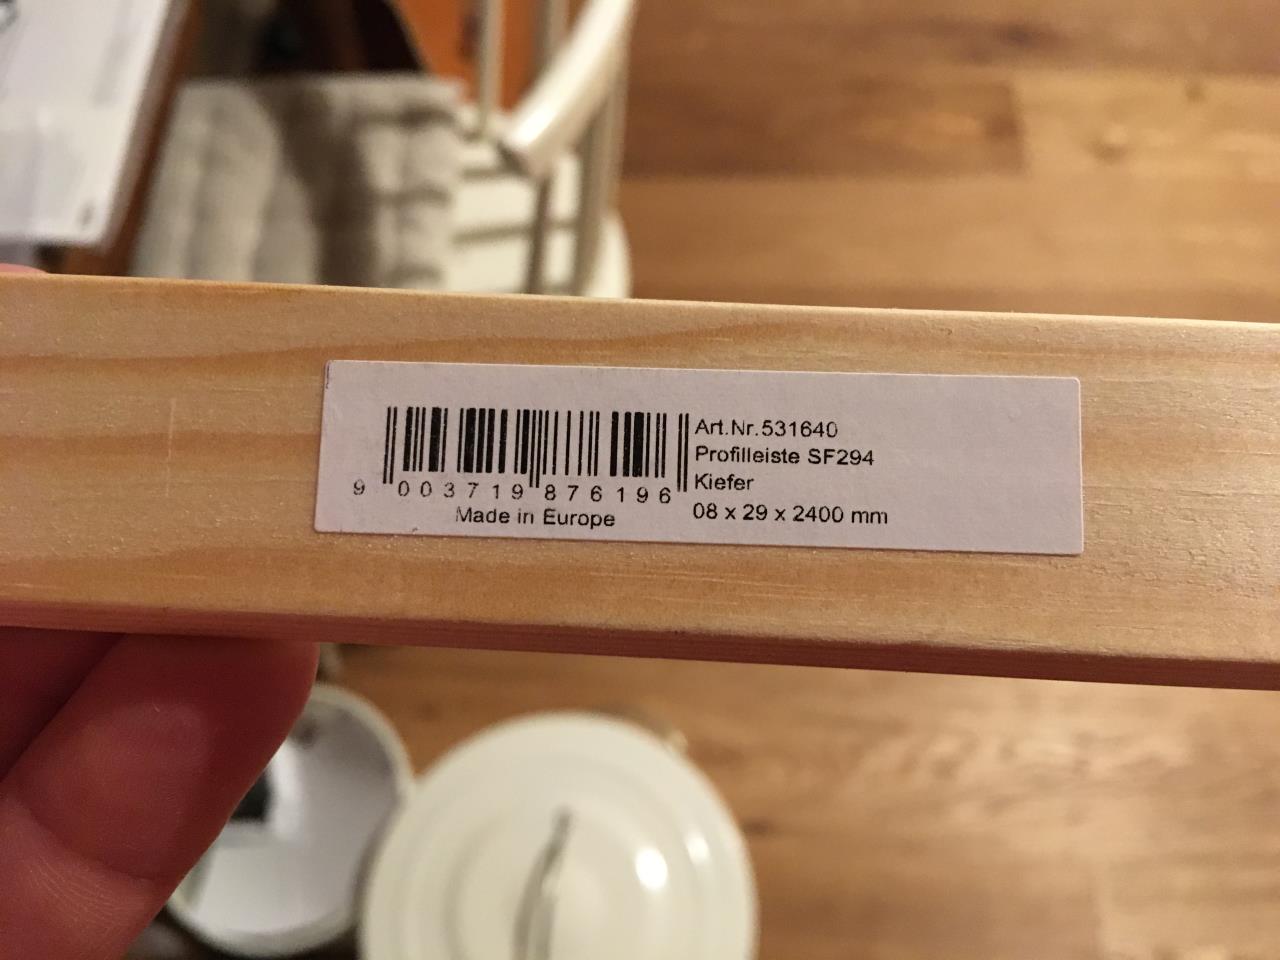 Art.Nr.531640
Profilleiste SF294
Kiefer
08 x 29 x 2400 mm
9 003719 876196
Made in Europe